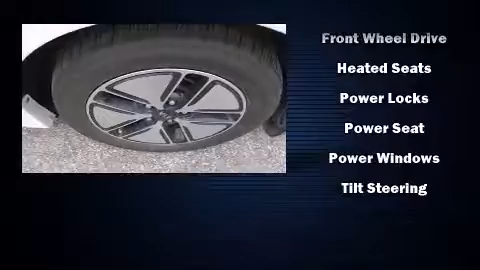 Front Wheel Drive
Heated Seats
Power Locks
Power Seat
Power Windows
Tilt Steering